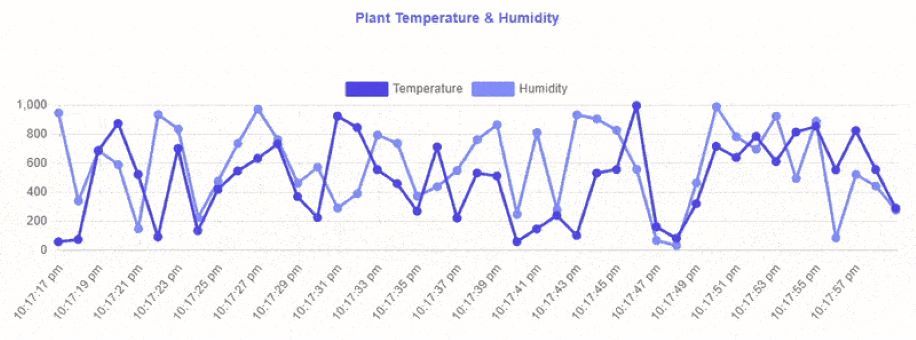 Plant Temperature & Humidity
Temperature Humidity
1,000
800
600
400
200
0
10:17:17 pm
10:17:19 pm
10:17:21 pm
10:17:23 pm
10:17:25 pm
10:17:27 pm
10:17:29 pm
10:17:31 pm
10:17:33 pm
10:17:35 pm
10:17:37 pm
10:17:39 pm
10:17:41 pm
10:17:43 pm
10:17:45 pm
10:17:47 pm
10:17:49 pm
10:17:51 pm
10:17:53 pm
10:17:55 pm
10:17:57 pm